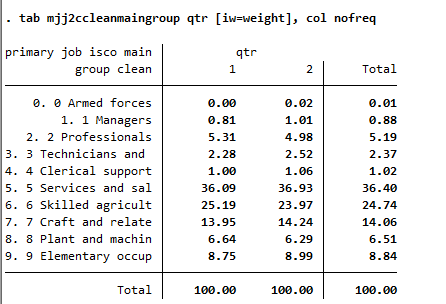 . tab mjj2ccleanmaingroup qtr [iw=weight], col nofreq
primary job isco main qtr
group clean 1 2 Total
0. 0 Armed forces 0.00 0.02 0.01
1. 1 Managers 0.81 1.01 0.88
2. 2 Professionals 5.31 4.98 5.19
3. 3 Technicians and 2.28 2.52 2.37
4. 4 Clerical support 1.00 1.06 1.02
5. 5 Services and sal 36.09 36.93 36.40
6. 6 Skilled agricult 25.19 23.97 24.74
7. 7 Craft and relate 13.95 14.24 14.06
8. 8 Plant and machin 6.64 6.29 6.51
9. 9 Elementary occup 8.75 8.99 8.84
Total 100.00 100.00 100.00